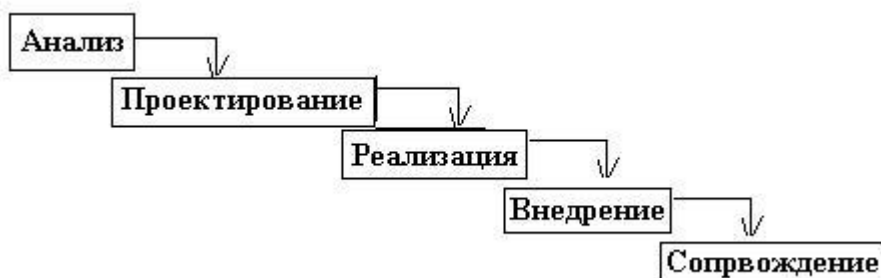 Анализ
Проектирование
Реализация
Внедрение
Сопрвождение